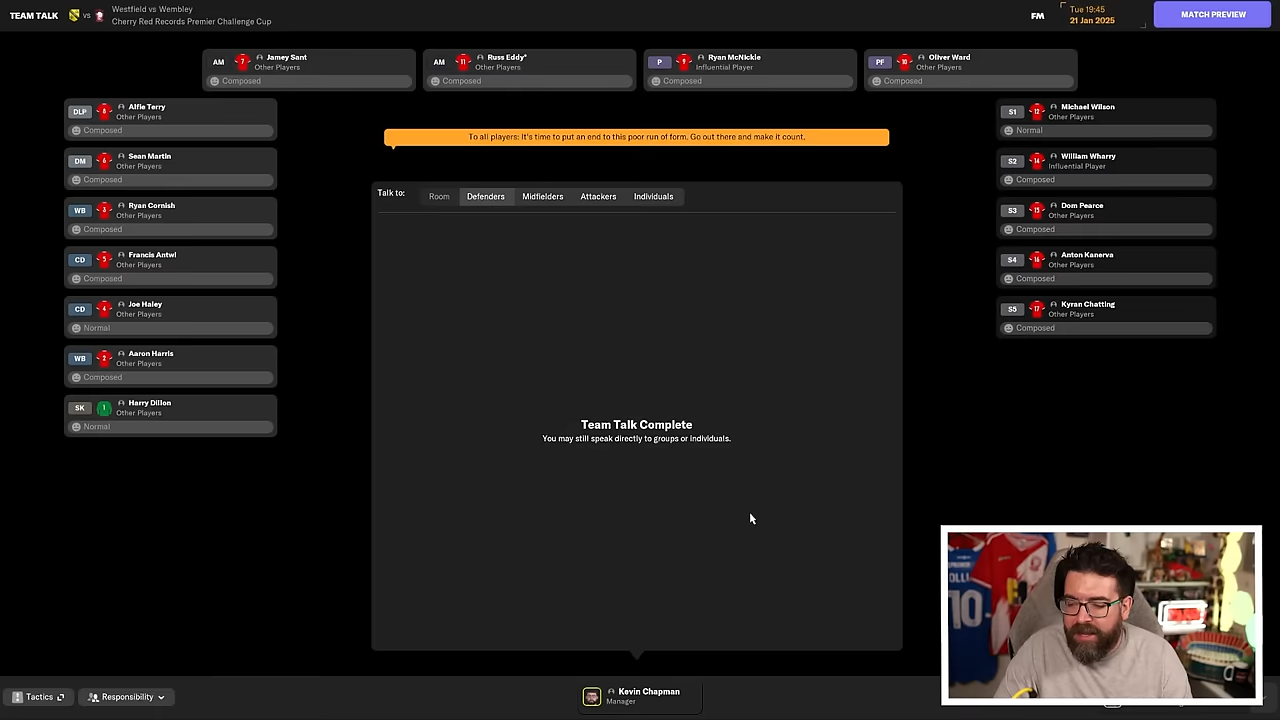 TEAM TALK
Westfield vs Wembley
vs
Cherry Red Records Premier Challenge Cup
FM
Tue 19:45
21 Jan 2025
MATCH PREVIEW
AM 7 Jamey Sant
Other Players
Composed
AM 11 Russ Eddy*
Other Players
Composed
P 9 Ryan McNickle
Influential Player
Composed
PF 10 Oliver Ward
Other Players
Composed
DLP 8 Alfie Terry
Other Players
Composed
DM 6 Sean Martin
Other Players
Composed
WB 3 Ryan Cornish
Other Players
Composed
CD 5 Francis Antwi
Other Players
Composed
CD 4 Joe Haley
Other Players
Normal
WB 2 Aaron Harris
Other Players
Composed
SK 1 Harry Dillon
Other Players
Normal
To all players: It's time to put an end to this poor run of form. Go out there and make it count.
Talk to: Room Defenders Midfielders Attackers Individuals
Team Talk Complete
You may still speak directly to groups or individuals.
S1 12 Michael Wilson
Other Players
Normal
S2 14 William Wharry
Influential Player
Composed
S3 13 Dom Pearce
Other Players
Composed
S4 16 Anton Kanerva
Other Players
Composed
S5 17 Kyran Chatting
Other Players
Composed
10
Tactics
Responsibility
Kevin Chapman
Manager